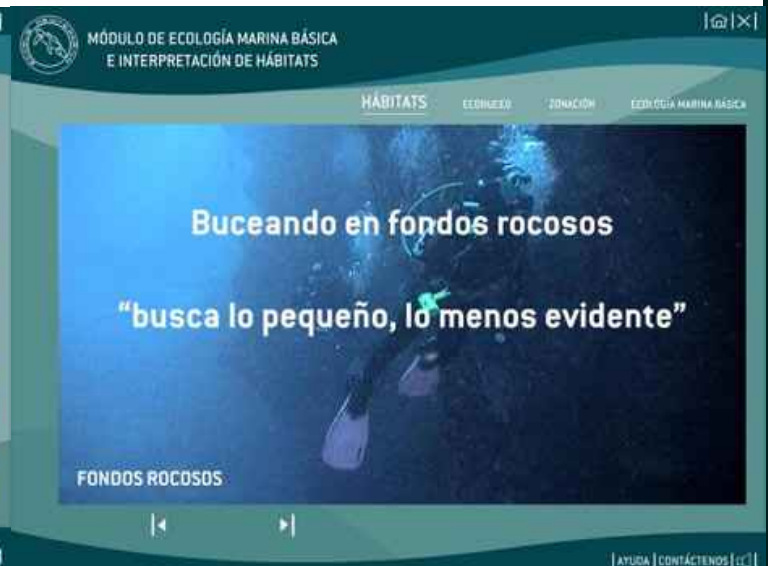 MÓDULO DE ECOLOGÍA MARINA BÁSICA
E INTERPRETACIÓN DE HÁBITATS
HÁBITATS
ECOBUCEO
ZONACIÓN
ECOLOGÍA MARINA BÁSICA
Buceando en fondos rocosos
“busca lo pequeño, lo menos evidente”
FONDOS ROCOSOS
AYUDA
CONTÁCTENOS